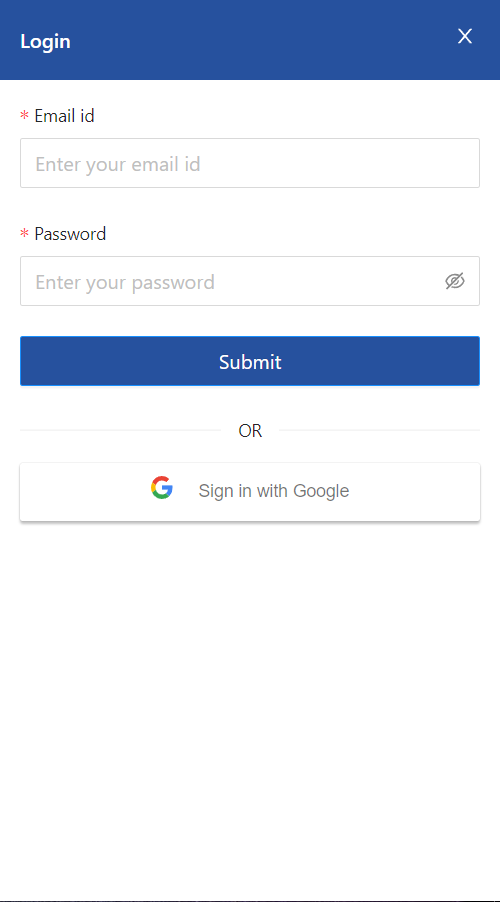 Login
* Email id
Enter your email id
* Password
Enter your password
Submit
OR
Sign in with Google